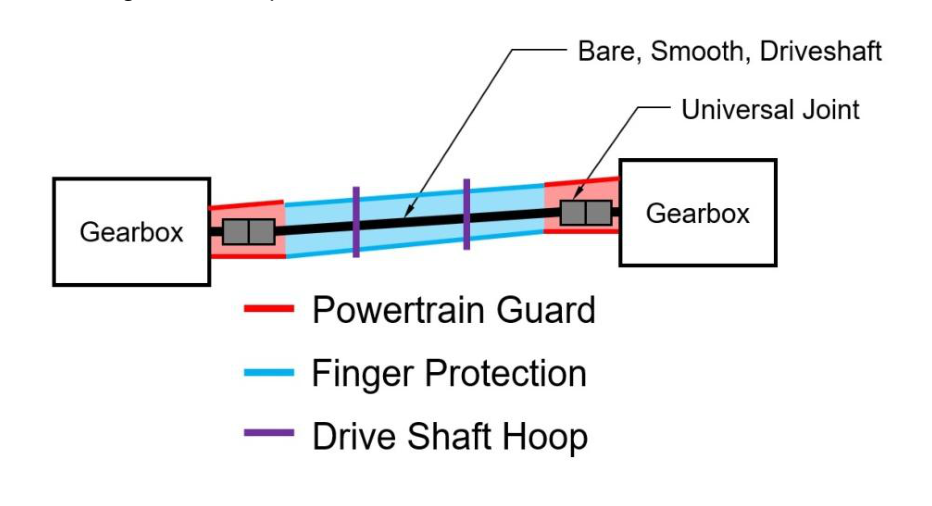 Bare, Smooth, Driveshaft
Universal Joint
Gearbox
Gearbox
Powertrain Guard
Finger Protection
Drive Shaft Hoop